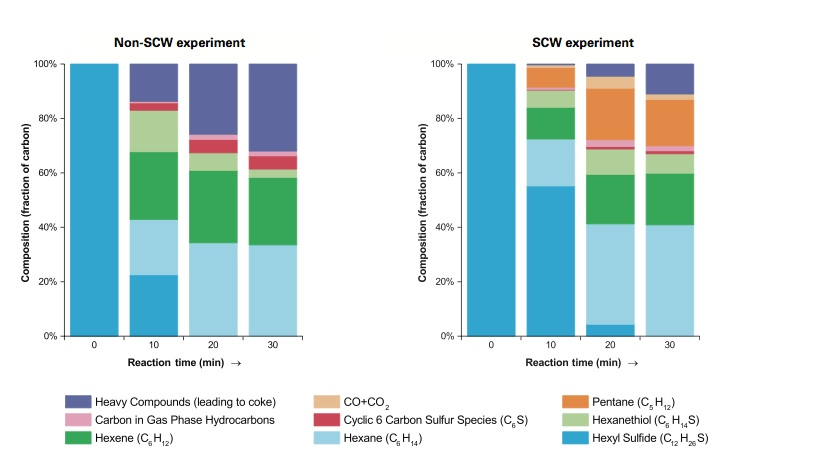 Non-SCW experiment
Composition (fraction of carbon)
100%
80%
60%
40%
20%
0%
0 10 20 30
Reaction time (min) →
SCW experiment
Composition (fraction of carbon)
100%
80%
60%
40%
20%
0%
0 10 20 30
Reaction time (min) →
Heavy Compounds (leading to coke) CO+CO₂ Pentane (C₅H₁₂)
Carbon in Gas Phase Hydrocarbons Cyclic 6 Carbon Sulfur Species (C₆S) Hexanethiol (C₆H₁₄S)
Hexene (C₆H₁₂) Hexane (C₆H₁₄) Hexyl Sulfide (C₁₂H₂₆S)